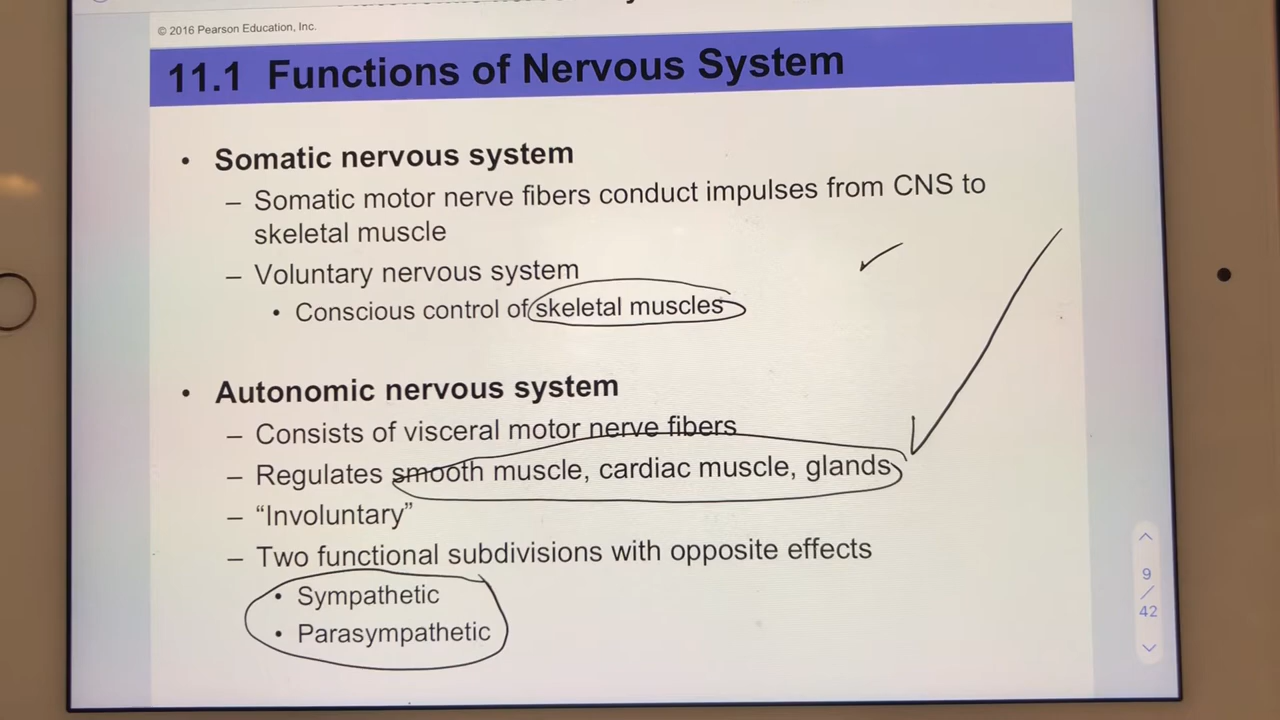 © 2016 Pearson Education, Inc.
11.1 Functions of Nervous System
• Somatic nervous system
– Somatic motor nerve fibers conduct impulses from CNS to
skeletal muscle
– Voluntary nervous system
• Conscious control of skeletal muscles
• Autonomic nervous system
– Consists of visceral motor nerve fibers
– Regulates smooth muscle, cardiac muscle, glands
– “Involuntary”
– Two functional subdivisions with opposite effects
• Sympathetic
• Parasympathetic
9
/
42